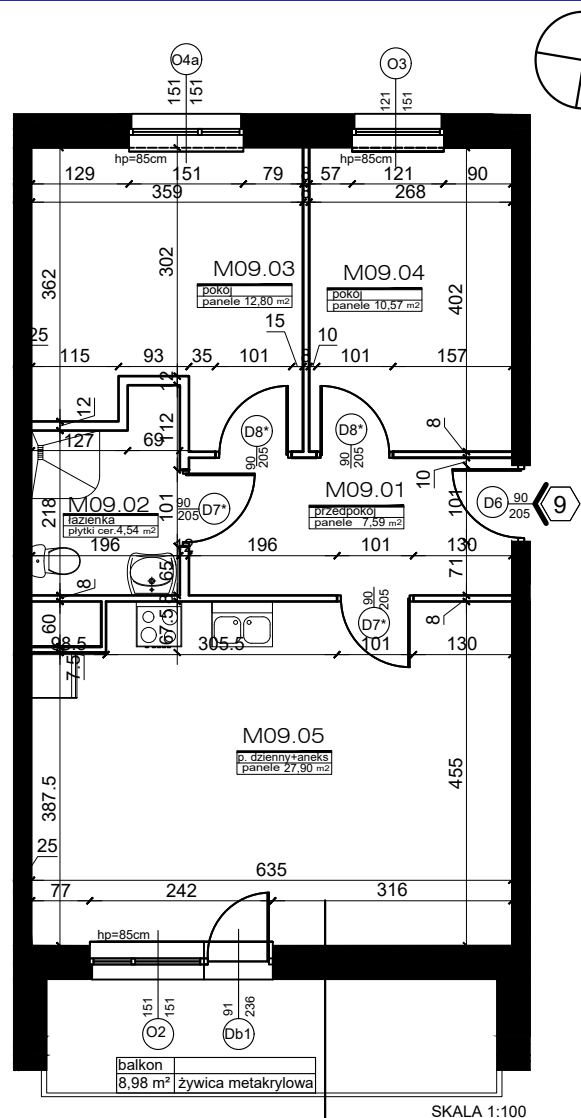 O4a
O3
151
151
121
151
hp=85cm
hp=85cm
129 151 79 57 121 90
359 268
302
362
402
M09.03
pokój
panele 12,80 m2
M09.04
pokój
panele 10,57 m2
25
15
10
115 93 35 101 101 157
12
12
112
127 69
D8*
90
205
D8*
90
205
8
10
218
M09.02
łazienka
płytki cer.4,54 m2
90
205
D7*
101
M09.01
przedpokój
panele 7,59 m2
101
D6
90
205
9
196
196 101 130
65
71
8
8
60
67.5
90
205
D7*
98.5 305.5 101 130
7.5
M09.05
p. dzienny+aneks
panele 27,90 m2
387.5
455
25
635
77 242 316
hp=85cm
151
151
91
236
O2
Db1
balkon
8,98 m² żywica metakrylowa
SKALA 1:100